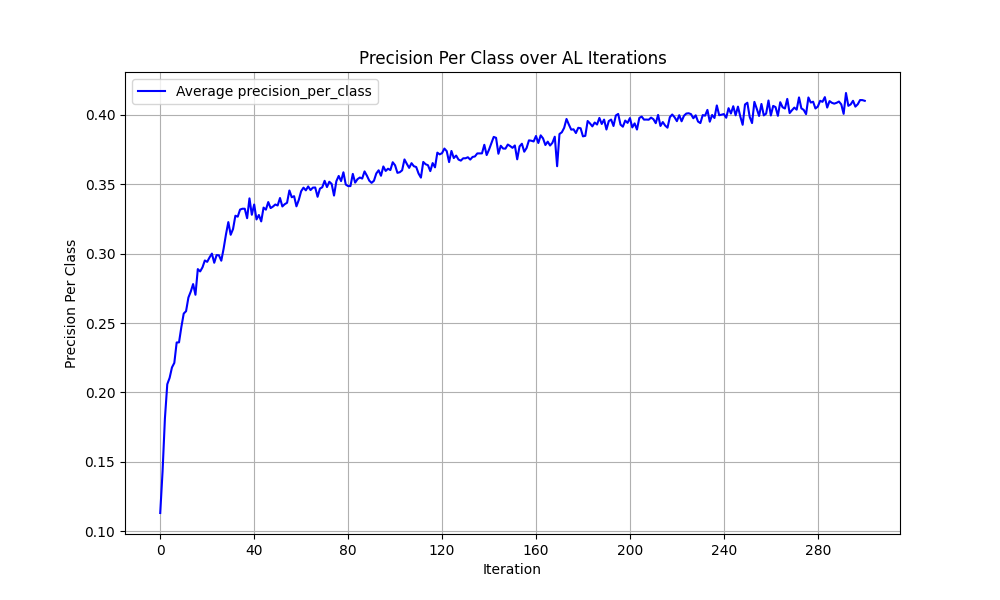 Precision Per Class over AL Iterations
Average precision_per_class
Precision Per Class
0.40
0.35
0.30
0.25
0.20
0.15
0.10
0 40 80 120 160 200 240 280
Iteration